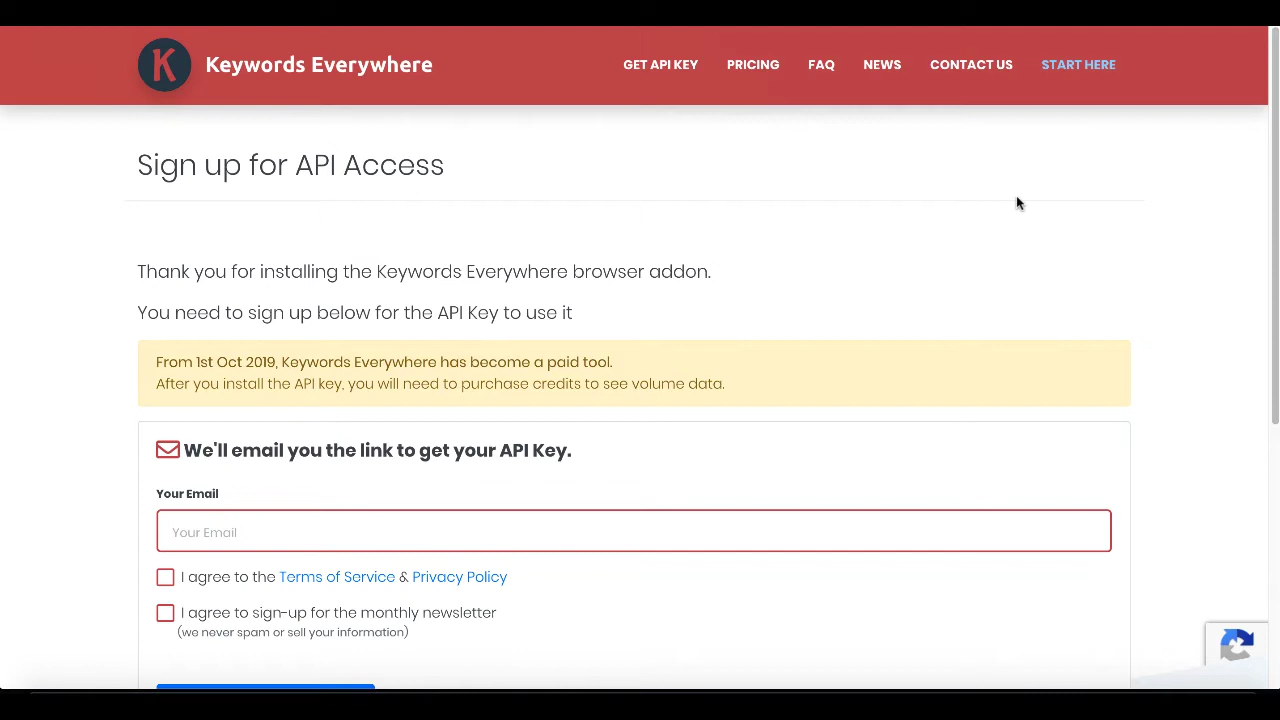 K Keywords Everywhere GET API KEY PRICING FAQ NEWS CONTACT US START HERE
Sign up for API Access
Thank you for installing the Keywords Everywhere browser addon.
You need to sign up below for the API Key to use it
From 1st Oct 2019, Keywords Everywhere has become a paid tool.
After you install the API key, you will need to purchase credits to see volume data.
We'll email you the link to get your API Key.
Your Email
Your Email
I agree to the Terms of Service & Privacy Policy
I agree to sign-up for the monthly newsletter
(we never spam or sell your information)